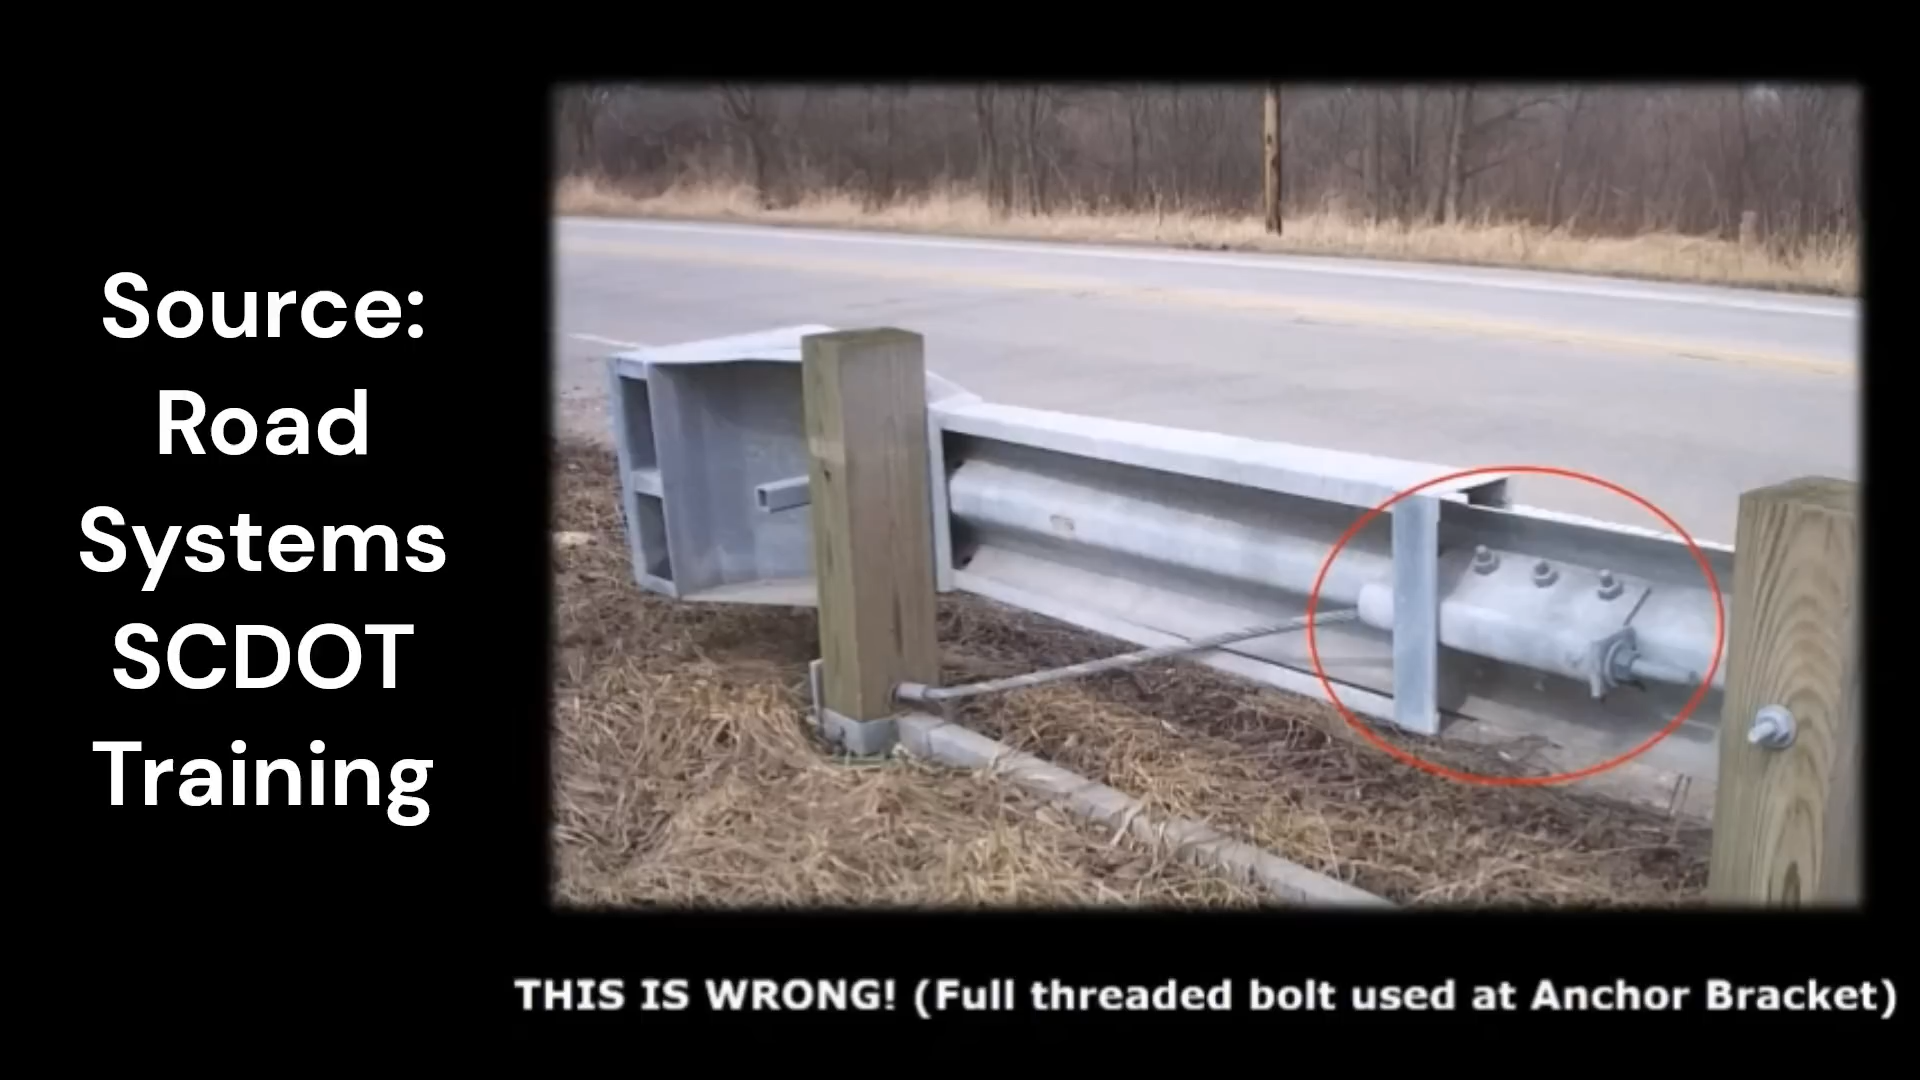 Source:
Road
Systems
SCDOT
Training
THIS IS WRONG! (Full threaded bolt used at Anchor Bracket)